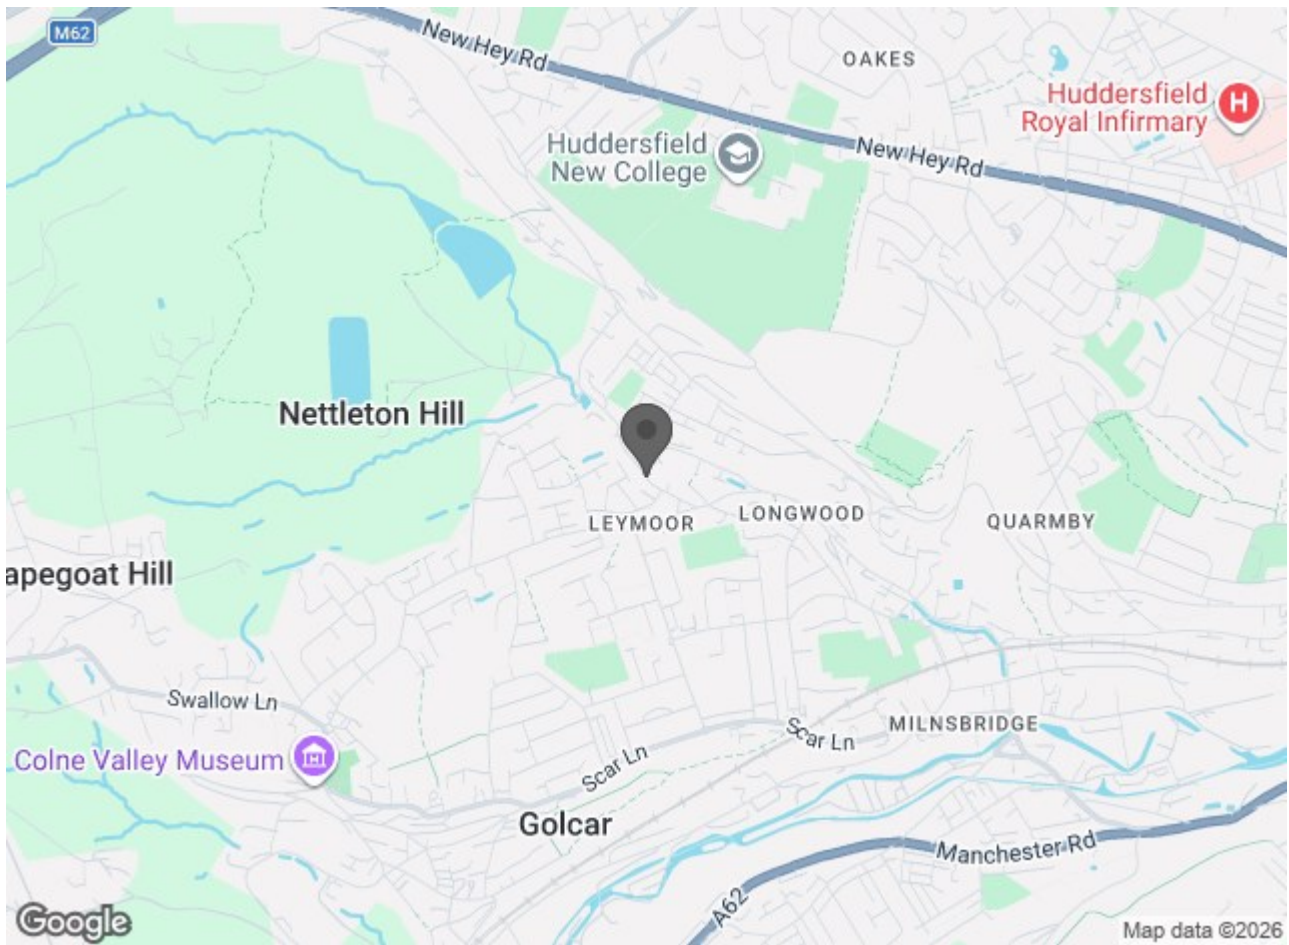 M62
New Hey Rd
OAKES
Huddersfield
Royal Infirmary
H
Huddersfield
New College
New Hey Rd
Nettleton Hill
LEYMOOR
LONGWOOD
QUARMBY
apegoat Hill
Swallow Ln
Scar Ln
MILNSBRIDGE
Colne Valley Museum
Scar Ln
Golcar
Manchester Rd
A62
Google
Map data ©2026